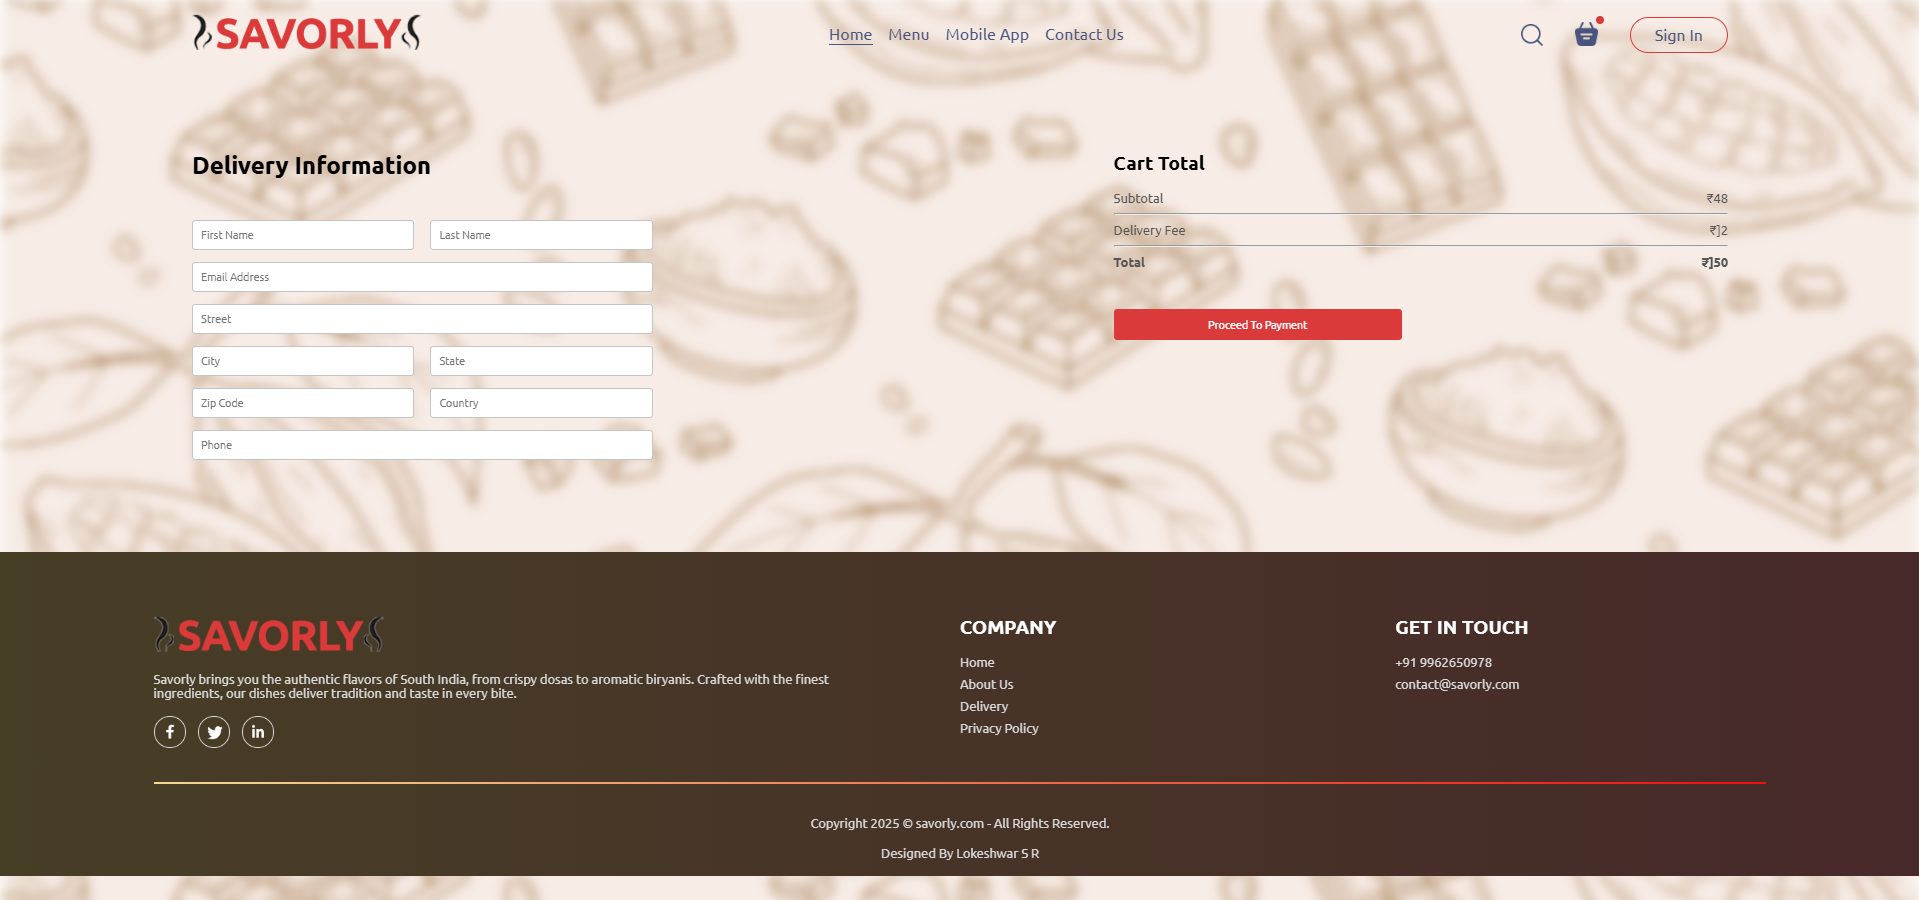 SAVORLY
Home Menu Mobile App Contact Us
Sign In
Delivery Information
First Name Last Name
Email Address
Street
City State
Zip Code Country
Phone
Cart Total
Subtotal ₹48
Delivery Fee ₹]2
Total ₹]50
Proceed To Payment
SAVORLY
Savorly brings you the authentic flavors of South India, from crispy dosas to aromatic biryanis. Crafted with the finest
ingredients, our dishes deliver tradition and taste in every bite.
COMPANY
Home
About Us
Delivery
Privacy Policy
GET IN TOUCH
+91 9962650978
contact@savorly.com
Copyright 2025 © savorly.com - All Rights Reserved.
Designed By Lokeshwar S R